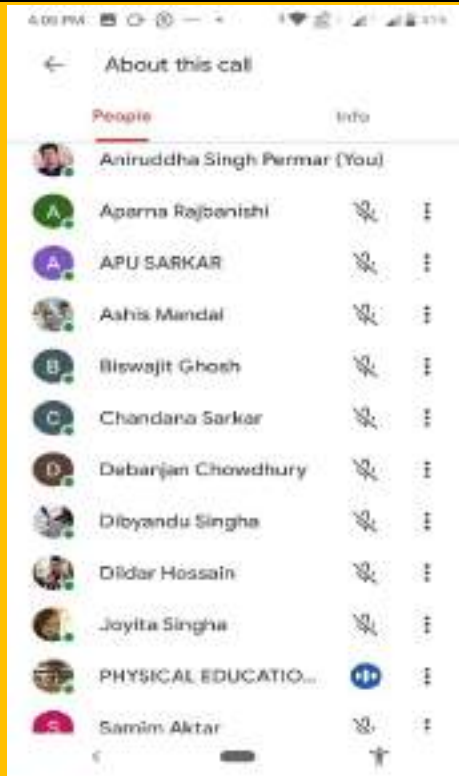 4:00 PM
About this call
People Info
Aniruddha Singh Permar (You)
A Aparna Rajbanishi
A APU SARKAR
Ashis Mandal
B Biswajit Ghosh
C Chandana Sarkar
D Debanjan Chowdhury
Dibyandu Singha
Dildar Hossain
Joyita Singha
PHYSICAL EDUCATIO...
S Samim Aktar